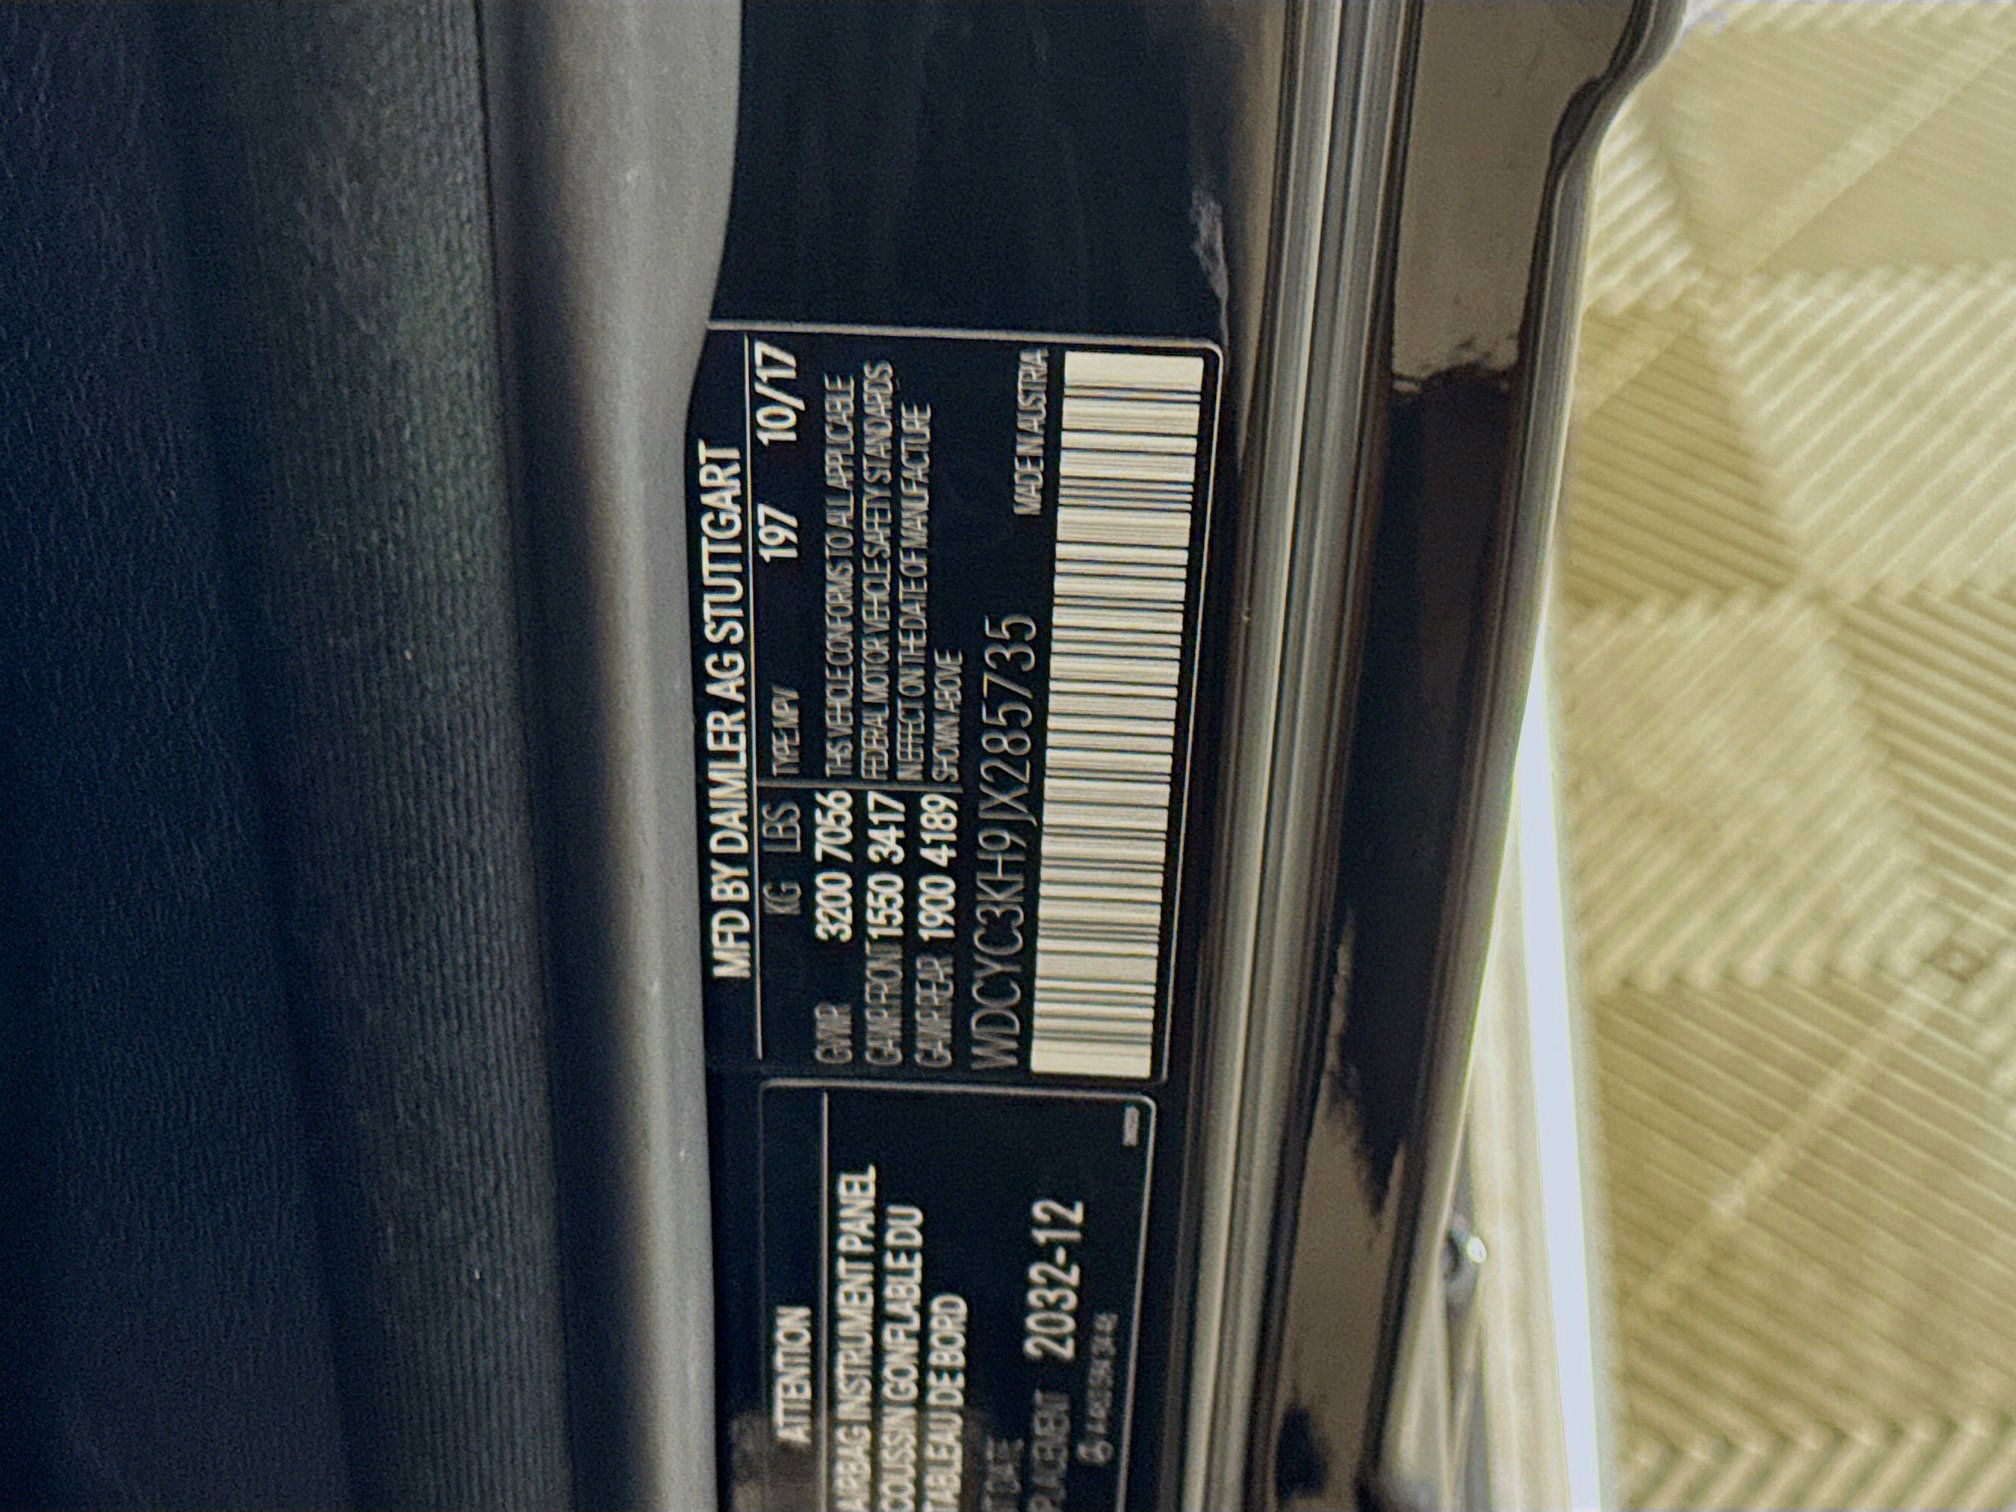 MFD BY DAIMLER AG STUTTGART
KG LBS TYPE:MPV 197 10/17
GVWR 3200 7056 THIS VEHICLE CONFORMS TO ALL APPLICABLE
GAWR FRONT 1550 3417 FEDERAL MOTOR VEHICLE SAFETY STANDARDS
GAWR REAR 1900 4189 IN EFFECT ON THE DATE OF MANUFACTURE
SHOWN ABOVE
MADE IN AUSTRIA
WDCYC3KH9JX285735
ATTENTION
AIRBAG INSTRUMENT PANEL
COUSSIN GONFLABLE DU
TABLEAU DE BORD
T DATE
PLACEMENT 2032-12